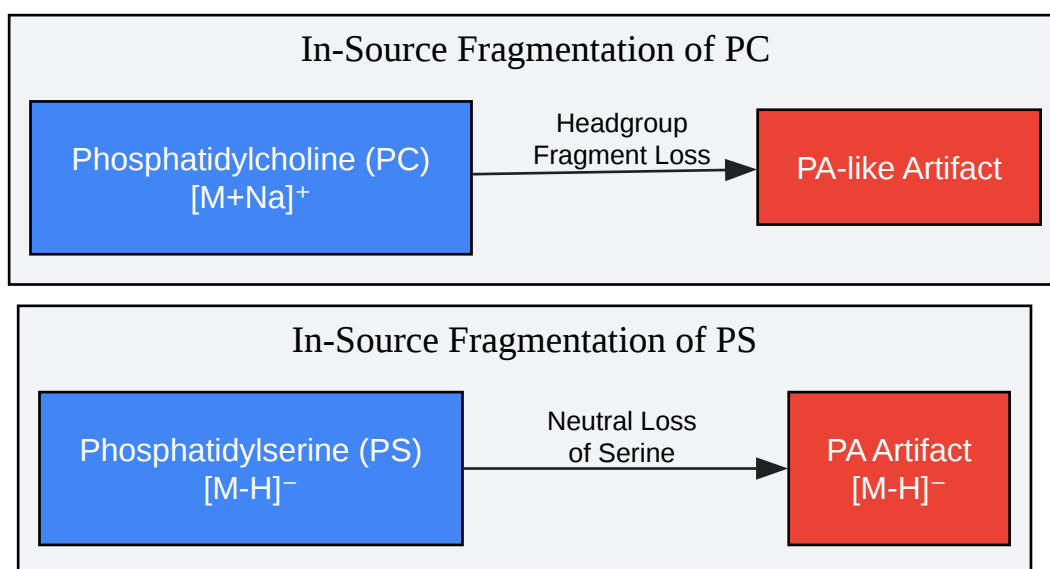 In-Source Fragmentation of PC
Phosphatidylcholine (PC)
[M+Na]⁺
Headgroup
Fragment Loss
PA-like Artifact
In-Source Fragmentation of PS
Phosphatidylserine (PS)
[M-H]⁻
Neutral Loss
of Serine
PA Artifact
[M-H]⁻